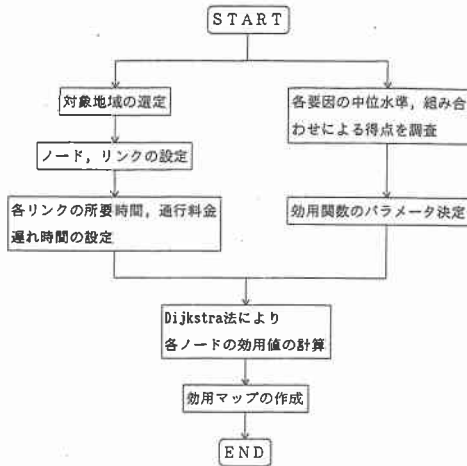 START
対象地域の選定
ノード，リンクの設定
各リンクの所要時間，通行料金
遅れ時間の設定
各要因の中位水準，組み合
わせによる得点を調査
効用関数のパラメータ決定
Dijkstra法により
各ノードの効用値の計算
効用マップの作成
END